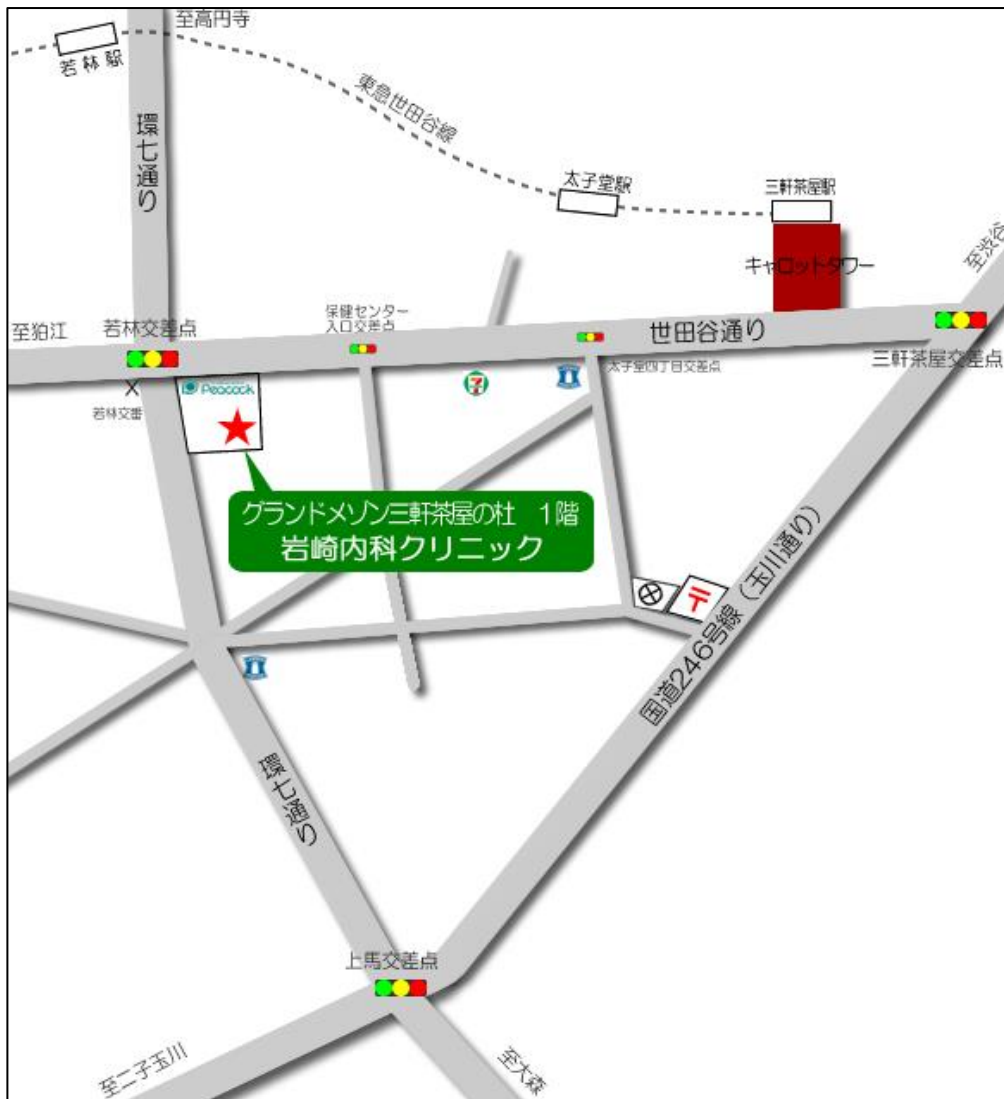 至高円寺
若林駅
東急世田谷線
環七通り
太子堂駅
三軒茶屋駅
至渋谷
キャロットタワー
保健センター
入口交差点
至狛江
若林交差点
世田谷通り
三軒茶屋交差点
太子堂四丁目交差点
Peacock
7
若林交番
グランドメゾン三軒茶屋の杜 1階
岩崎内科クリニック
〒
国道246号線(玉川通り)
環七通り
上馬交差点
至二子玉川
至大森